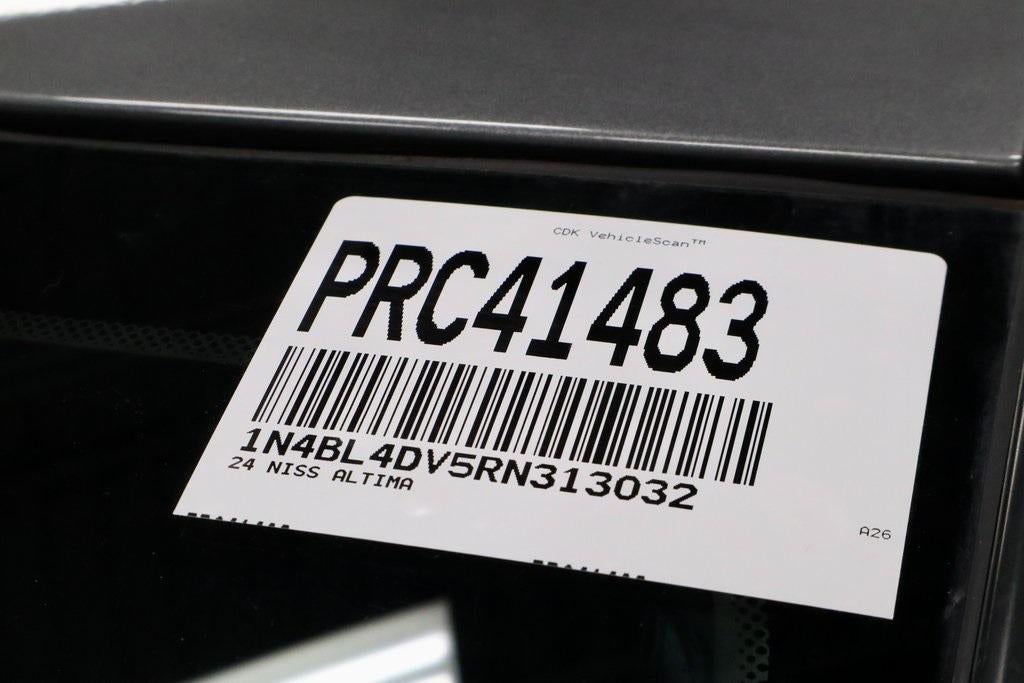 CDK VehicleScan™
PRC41483
1N4BL4DV5RN313032
24 NISS ALTIMA
A26